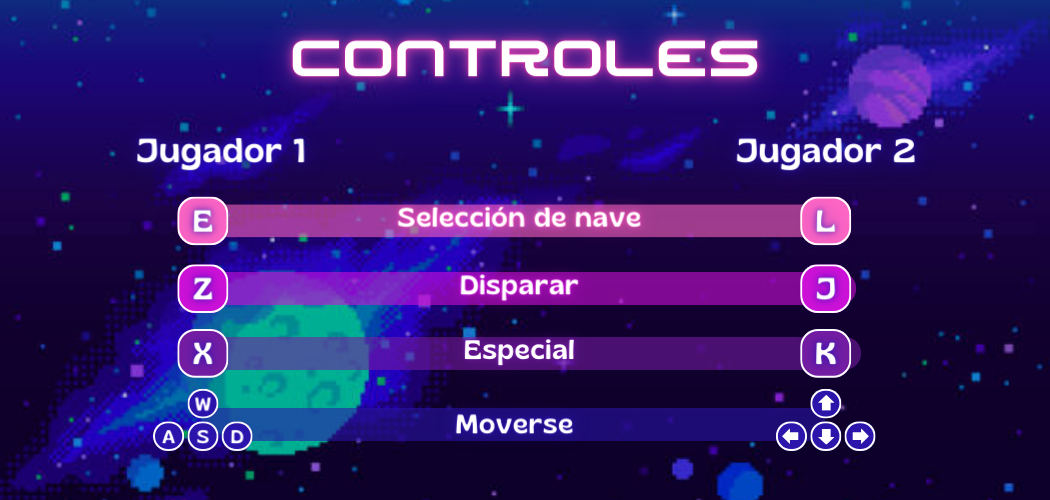 CONTROLES
Jugador 1 Jugador 2
E Selección de nave L
Z Disparar J
X Especial K
W
Moverse
A S D